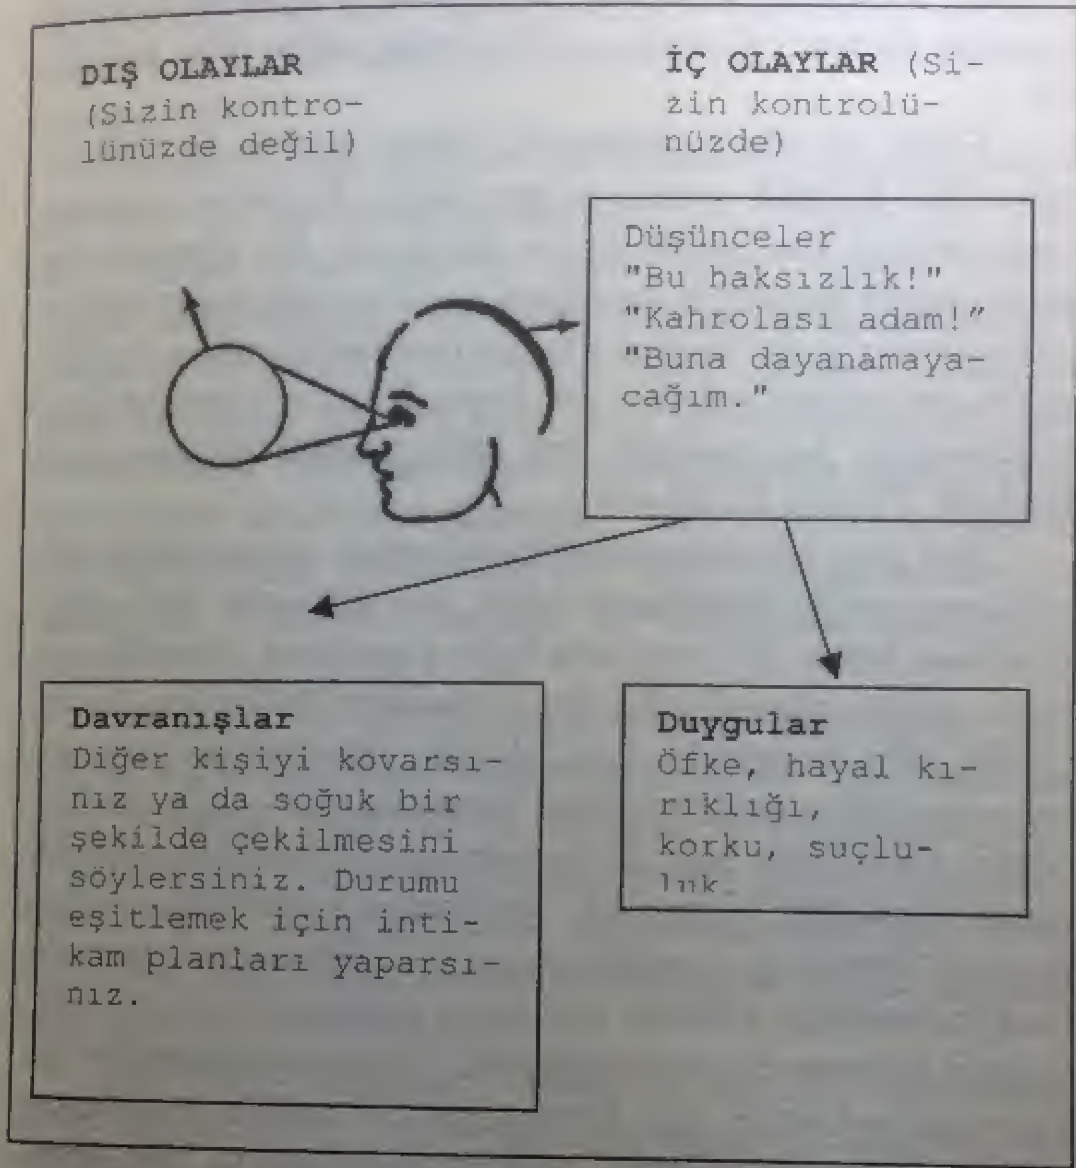 DIŞ OLAYLAR
(Sizin kontro-
lünüzde değil)
İÇ OLAYLAR (Si-
zin kontrolü-
nüzde)
Düşünceler
"Bu haksızlık!"
"Kahrolası adam!"
"Buna dayanamaya-
cağım."
Davranışlar
Diğer kişiyi kovarsı-
nız ya da soğuk bir
şekilde çekilmesini
söylersiniz. Durumu
eşitlemek için inti-
kam planları yaparsı-
nız.
Duygular
Öfke, hayal kı-
rıklığı,
korku, suçlu-
luk